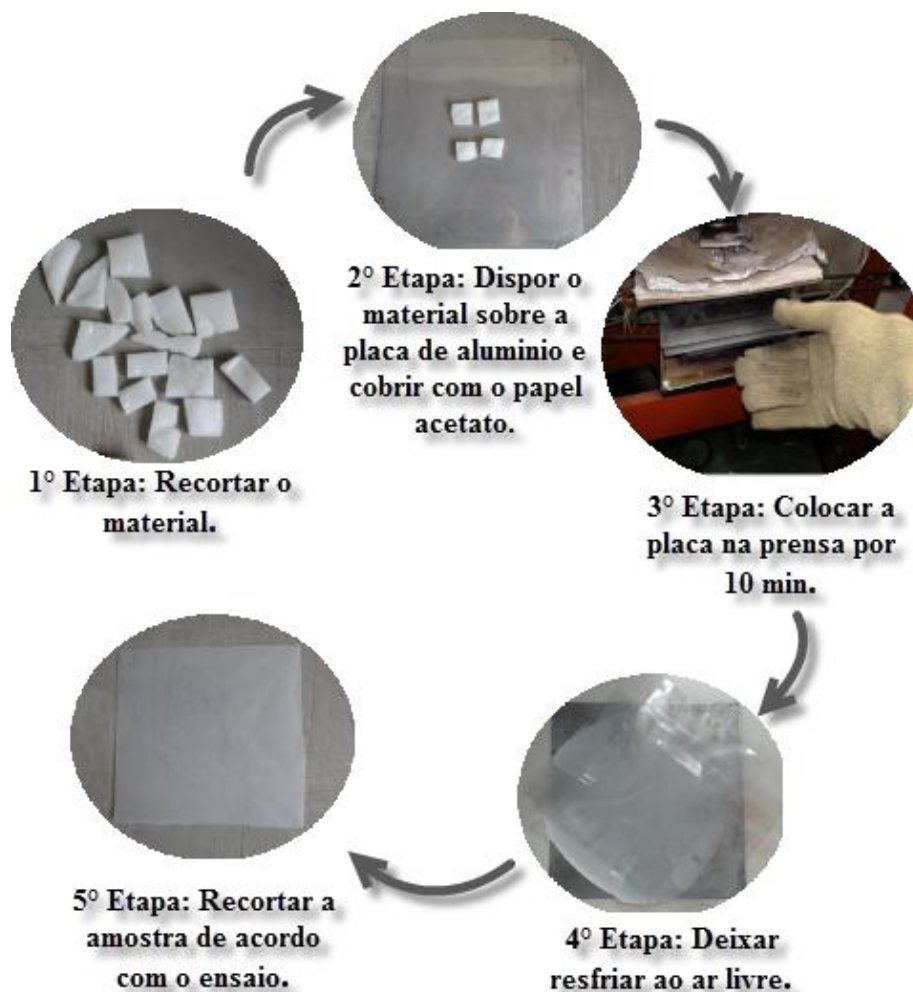 1° Etapa: Recortar o
material.
2° Etapa: Dispor o
material sobre a
placa de aluminio e
cobrir com o papel
acetato.
3° Etapa: Colocar a
placa na prensa por
10 min.
4° Etapa: Deixar
resfriar ao ar livre.
5° Etapa: Recortar a
amostra de acordo
com o ensaio.